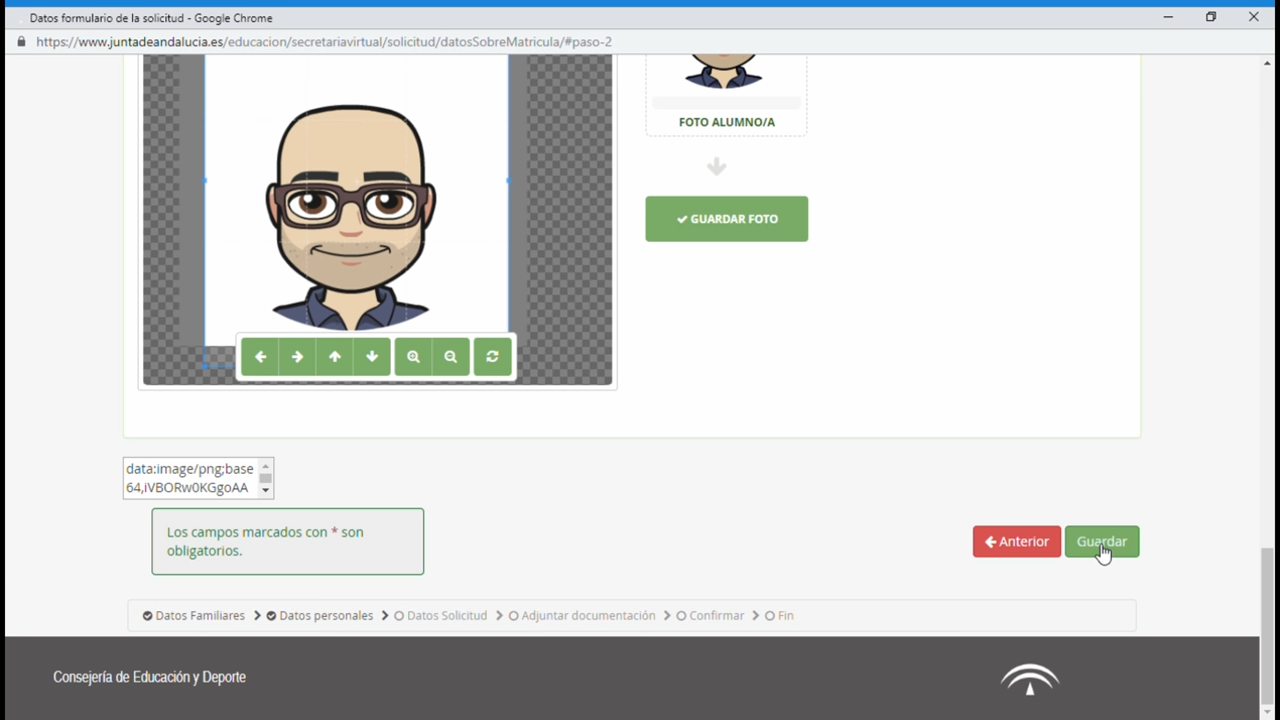 Datos formulario de la solicitud - Google Chrome
https://www.juntadeandalucia.es/educacion/secretariavirtual/solicitud/datosSobreMatricula/#paso-2
FOTO ALUMNO/A
GUARDAR FOTO
data:image/png;base
64,iVBORw0KGgoAA
Los campos marcados con * son
obligatorios.
Anterior
Guardar
Datos Familiares Datos personales Datos Solicitud Adjuntar documentación Confirmar Fin
Consejería de Educación y Deporte